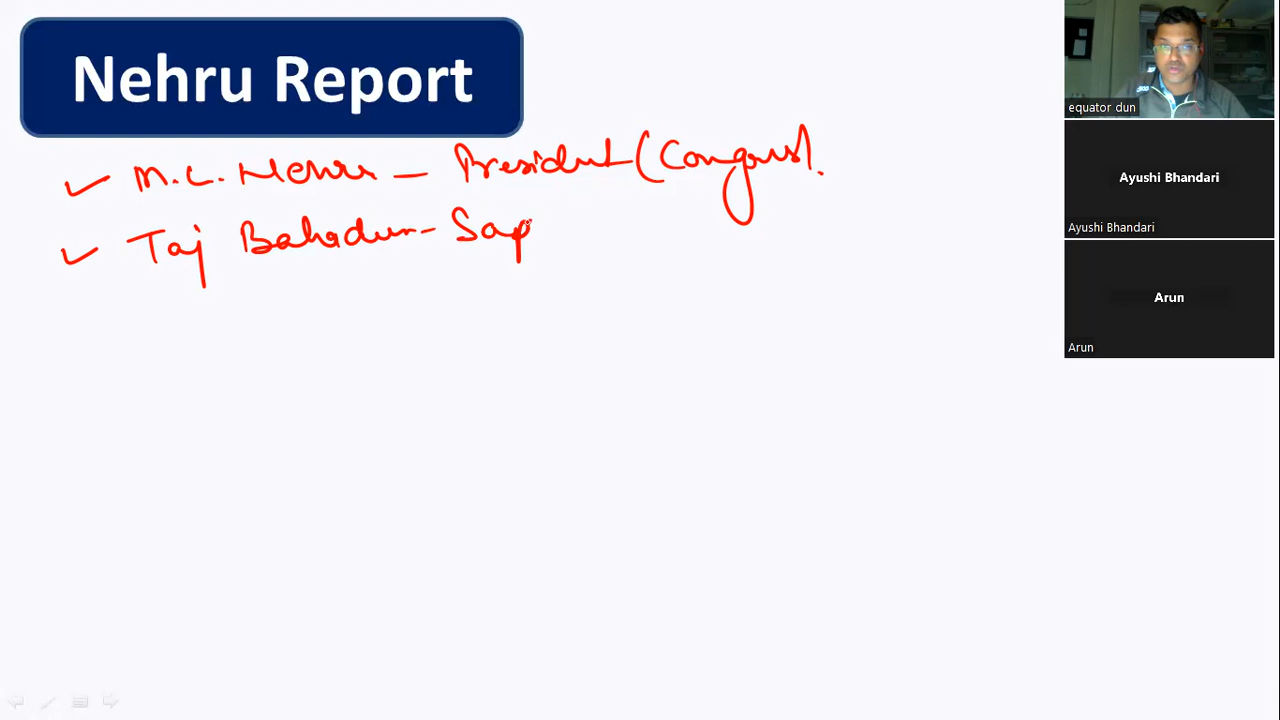 Nehru Report
M.L. Nehru – President (Congress).
Taj Bahadur - Sap
equator dun
Ayushi Bhandari
Ayushi Bhandari
Arun
Arun